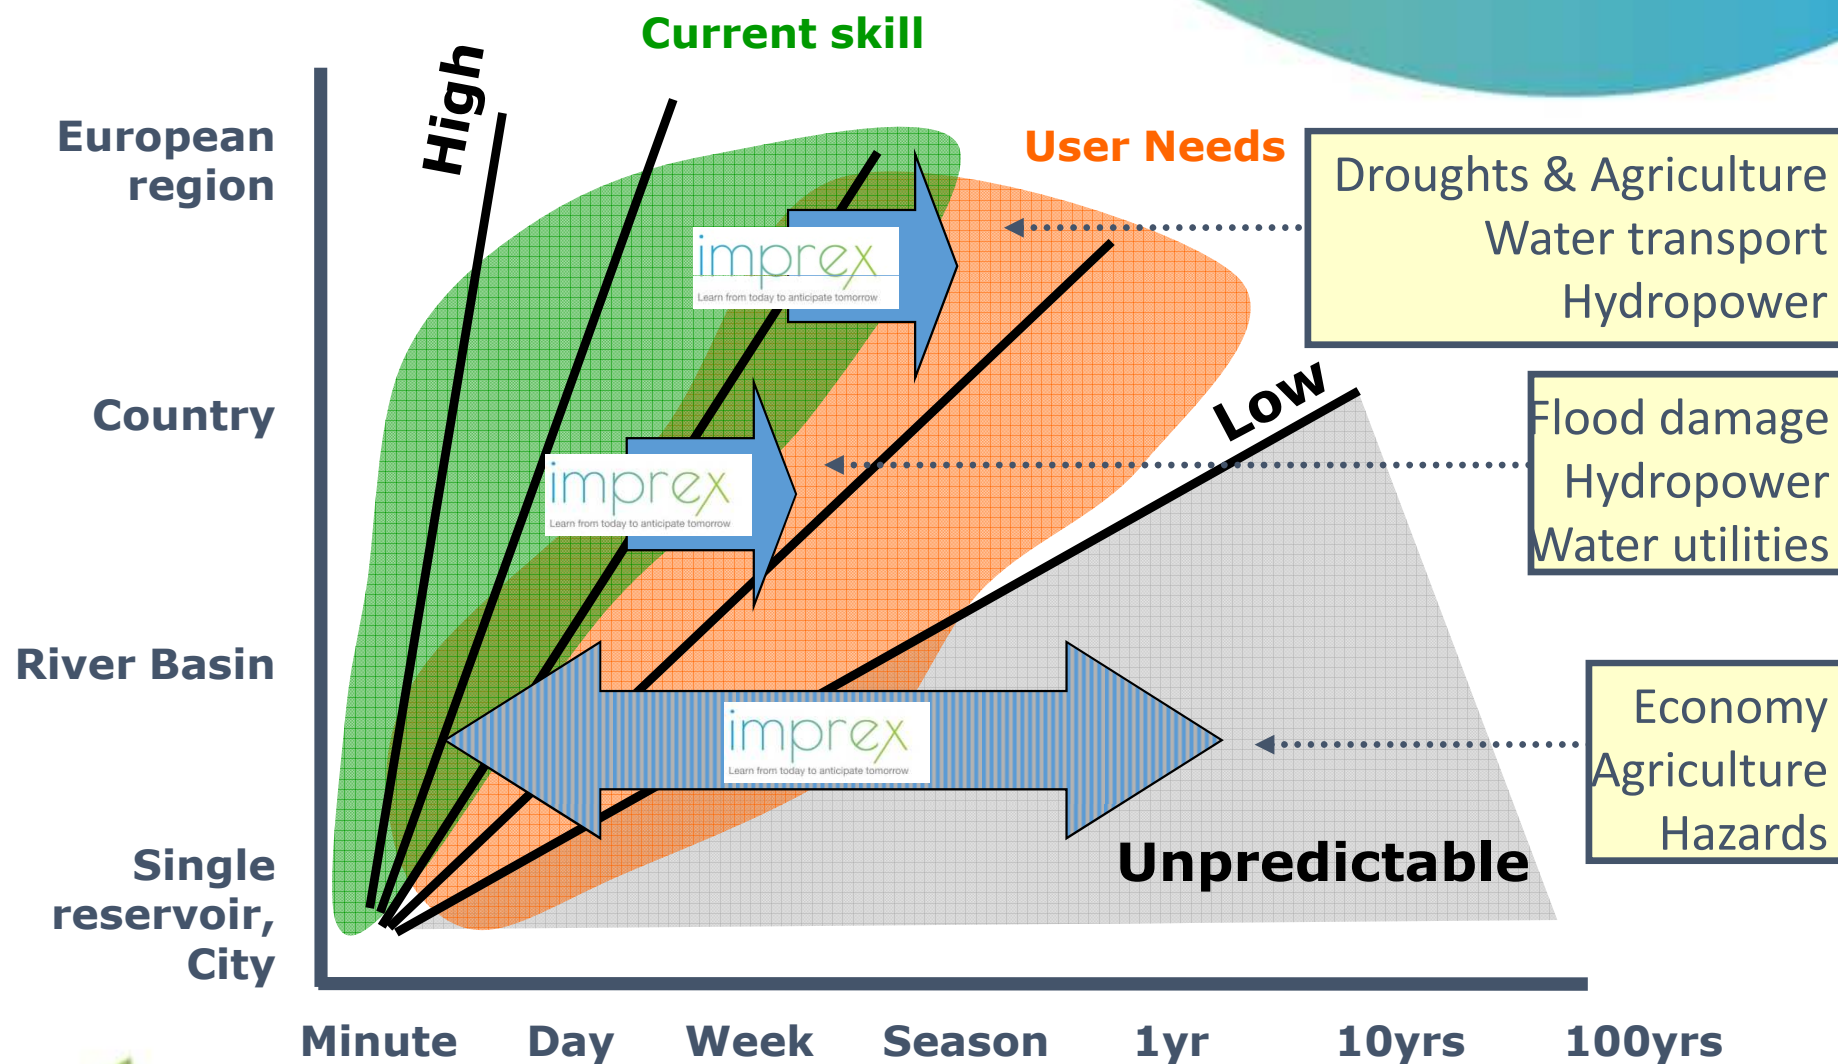 Current skill
High
European
region
User Needs
Droughts & Agriculture
Water transport
Hydropower
imprex
Learn from today to anticipate tomorrow
Low
Country
Flood damage
Hydropower
Water utilities
imprex
Learn from today to anticipate tomorrow
River Basin
Economy
Agriculture
Hazards
imprex
Learn from today to anticipate tomorrow
Unpredictable
Single
reservoir,
City
Minute Day Week Season 1yr 10yrs 100yrs